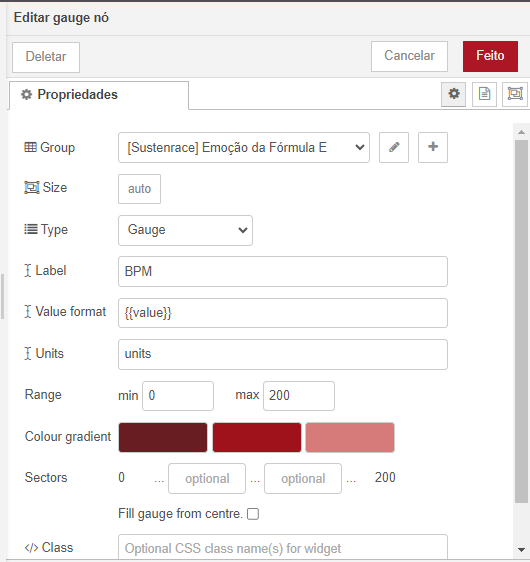 Editar gauge nó
Deletar
Cancelar
Feito
Propriedades
Group
[Sustenrace] Emoção da Fórmula E
Size
auto
Type
Gauge
Label
BPM
Value format
{{value}}
Units
units
Range
min 0
max 200
Colour gradient
Sectors
0 ... optional ... optional ... 200
Fill gauge from centre.
</> Class
Optional CSS class name(s) for widget